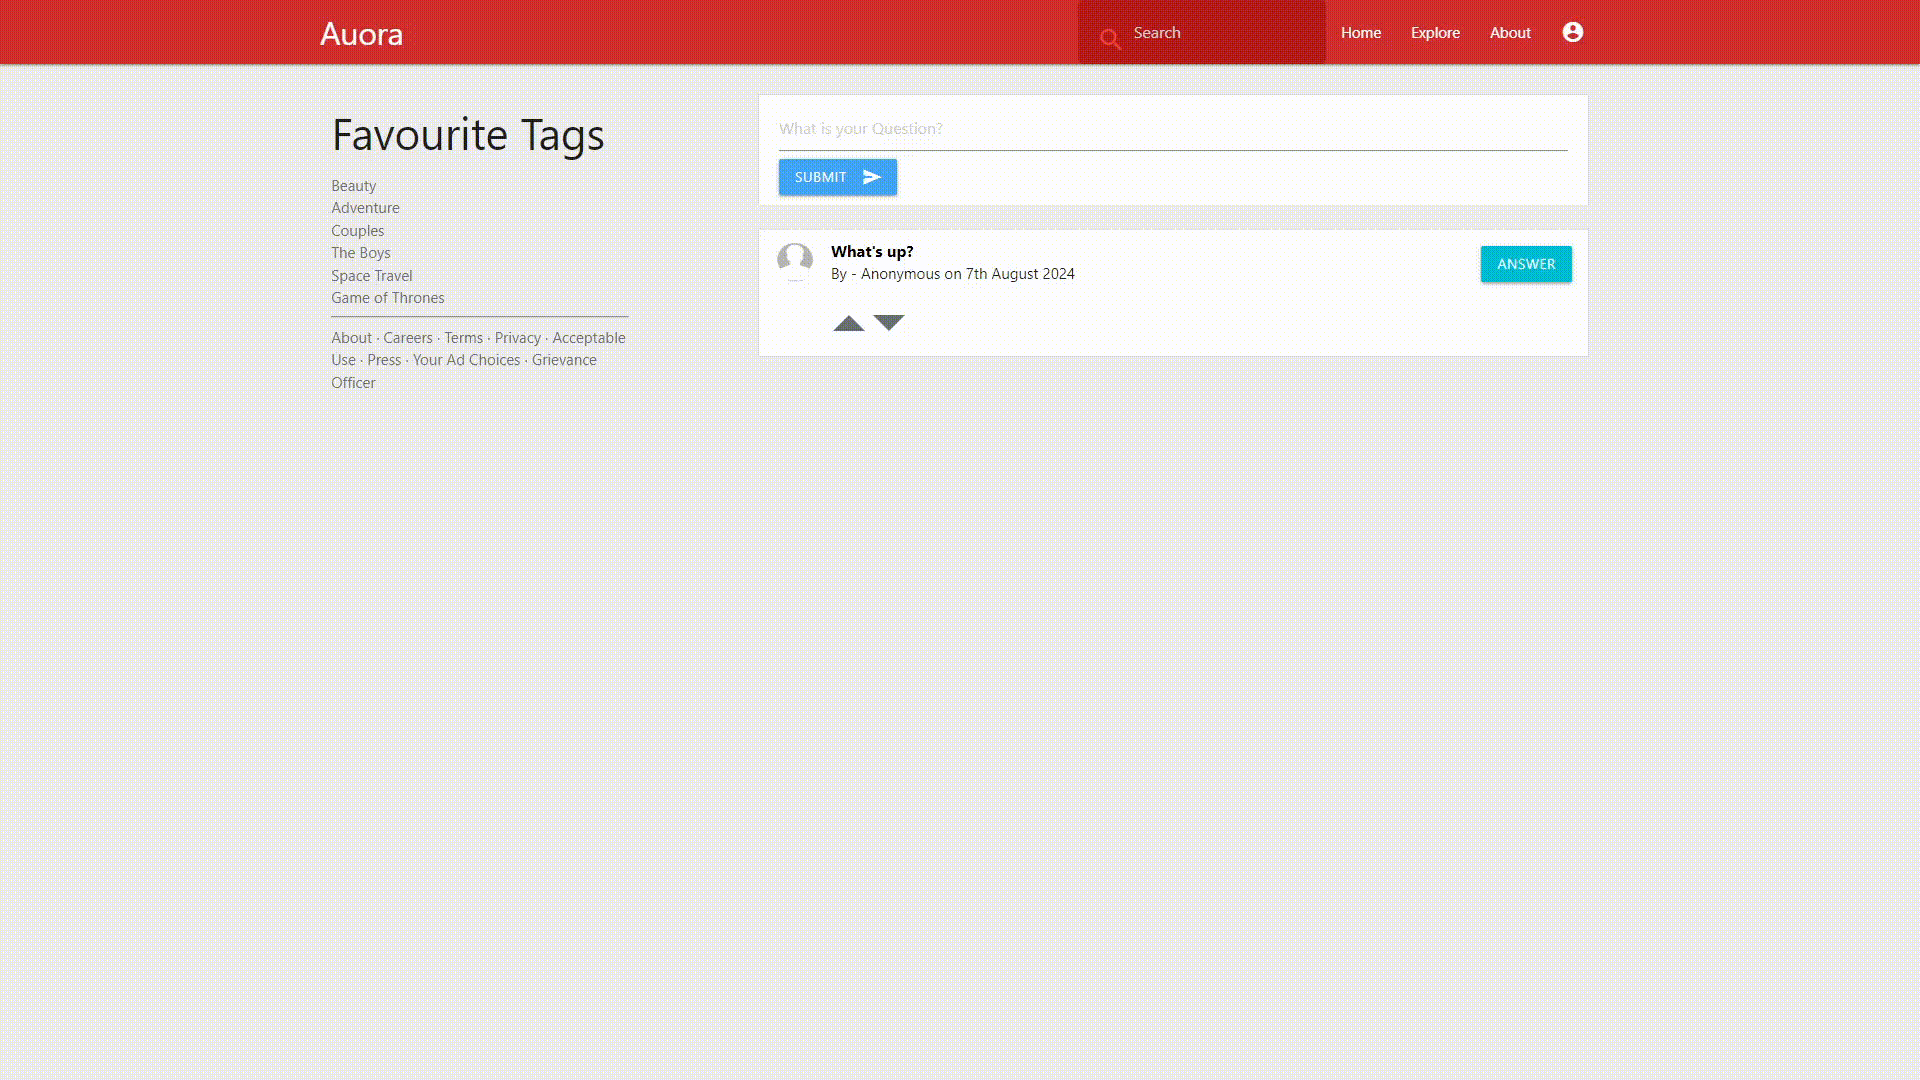 Auora
Search
Home
Explore
About
Favourite Tags
Beauty
Adventure
Couples
The Boys
Space Travel
Game of Thrones
About · Careers · Terms · Privacy · Acceptable
Use · Press · Your Ad Choices · Grievance
Officer
What is your Question?
SUBMIT
What's up?
By - Anonymous on 7th August 2024
ANSWER